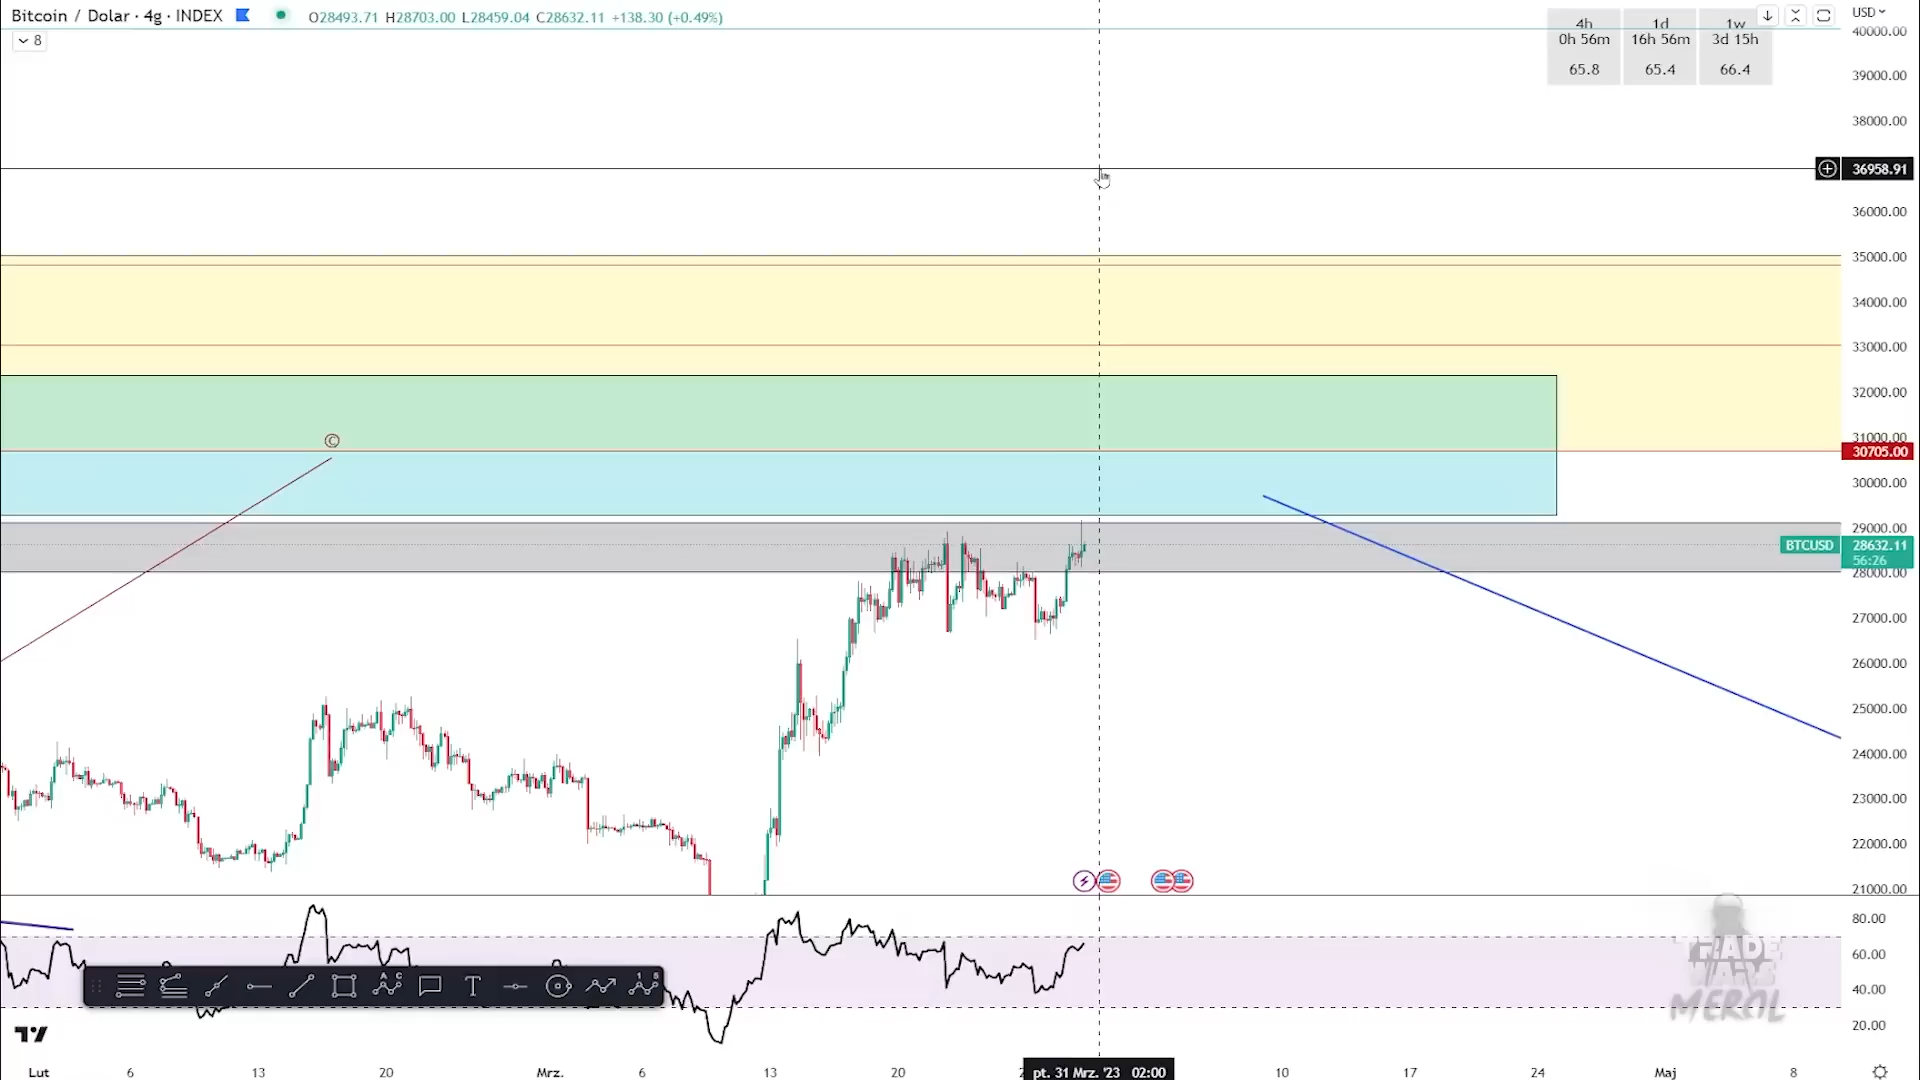 Bitcoin / Dolar · 4g · INDEX O28493.71 H28703.00 L28459.04 C28632.11 +138.30 (+0.49%)
8
4h 1d 1w
0h 56m 16h 56m 3d 15h
65.8 65.4 66.4
USD
40000.00
39000.00
38000.00
36958.91
36000.00
35000.00
34000.00
33000.00
32000.00
31000.00
30705.00
30000.00
29000.00
BTCUSD 28632.11
56:26
28000.00
27000.00
26000.00
25000.00
24000.00
23000.00
22000.00
21000.00
C
80.00
60.00
40.00
20.00
A C
T
1 5
TRADE
MEROL
Lut 6 13 20 Mrz. 6 13 20 pt. 31 Mrz. '23 02:00 10 17 24 Maj 8